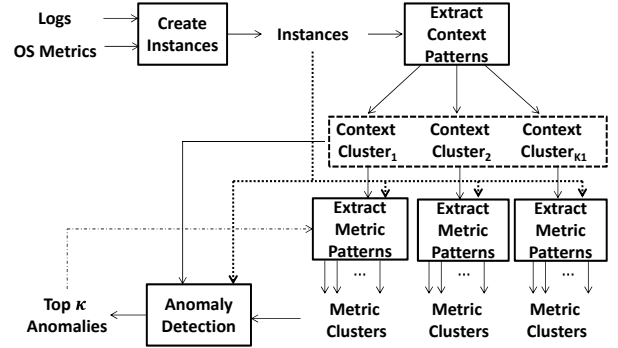 Logs
OS Metrics
Create
Instances
Instances
Extract
Context
Patterns
Context
Cluster1
Context
Cluster2
Context
ClusterK1
Extract
Metric
Patterns
Extract
Metric
Patterns
Extract
Metric
Patterns
...
...
...
Top κ
Anomalies
Anomaly
Detection
Metric
Clusters
Metric
Clusters
Metric
Clusters